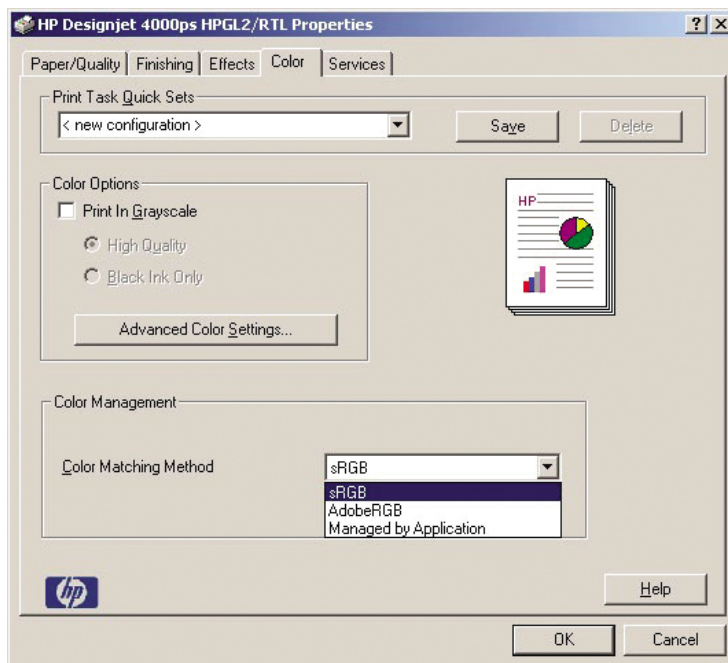 HP Designjet 4000ps HPGL2/RTL Properties
? X
Paper/Quality Finishing Effects Color Services
Print Task Quick Sets
< new configuration >
Save
Delete
Color Options
Print In Grayscale
High Quality
Black Ink Only
Advanced Color Settings...
HP
Color Management
Color Matching Method
sRGB
sRGB
AdobeRGB
Managed by Application
hp
Help
OK
Cancel